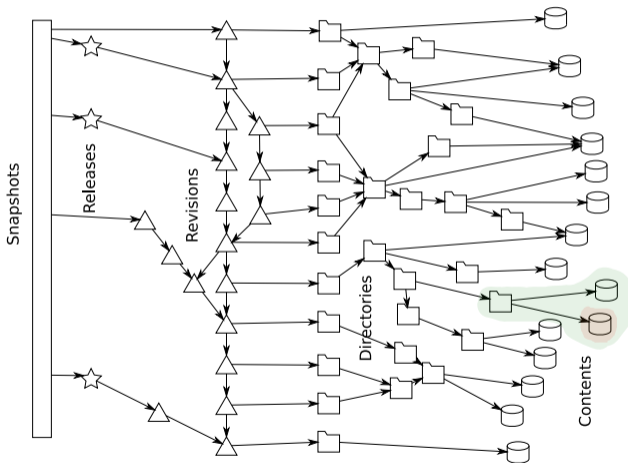 Snapshots
Releases
Revisions
Directories
Contents